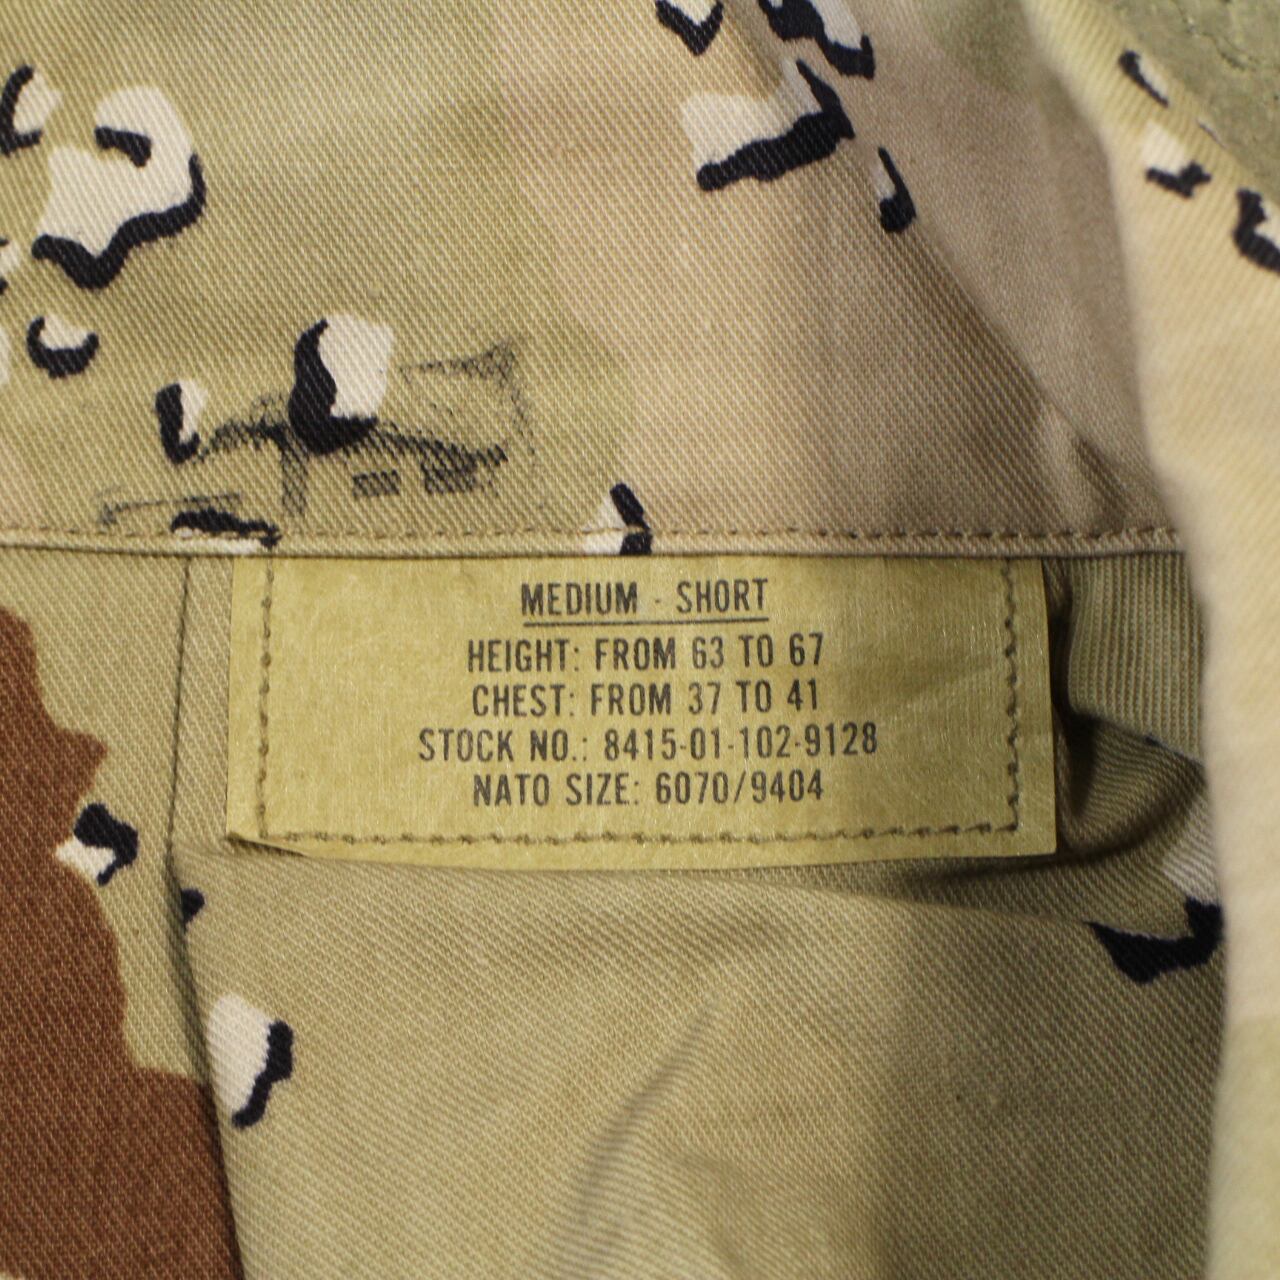 MEDIUM - SHORT
HEIGHT: FROM 63 TO 67
CHEST: FROM 37 TO 41
STOCK NO.: 8415-01-102-9128
NATO SIZE: 6070/9404